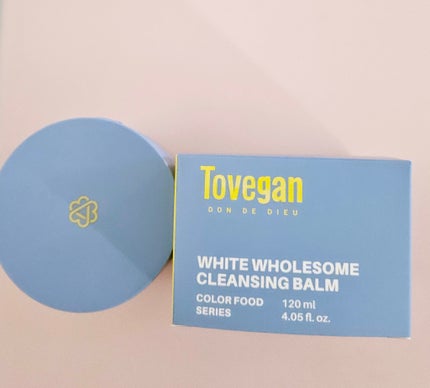 Tovegan
DON DE DIEU
WHITE WHOLESOME
CLEANSING BALM
COLOR FOOD
SERIES
120 ml
4.05 fl. oz.